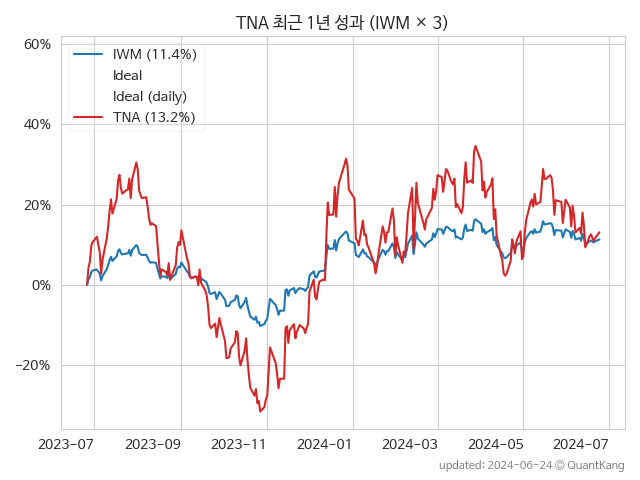 TNA 최근 1년 성과 (IWM × 3)
60%
40%
20%
0%
−20%
IWM (11.4%)
Ideal
Ideal (daily)
TNA (13.2%)
2023-07 2023-09 2023-11 2024-01 2024-03 2024-05 2024-07
updated: 2024-06-24 © QuantKang